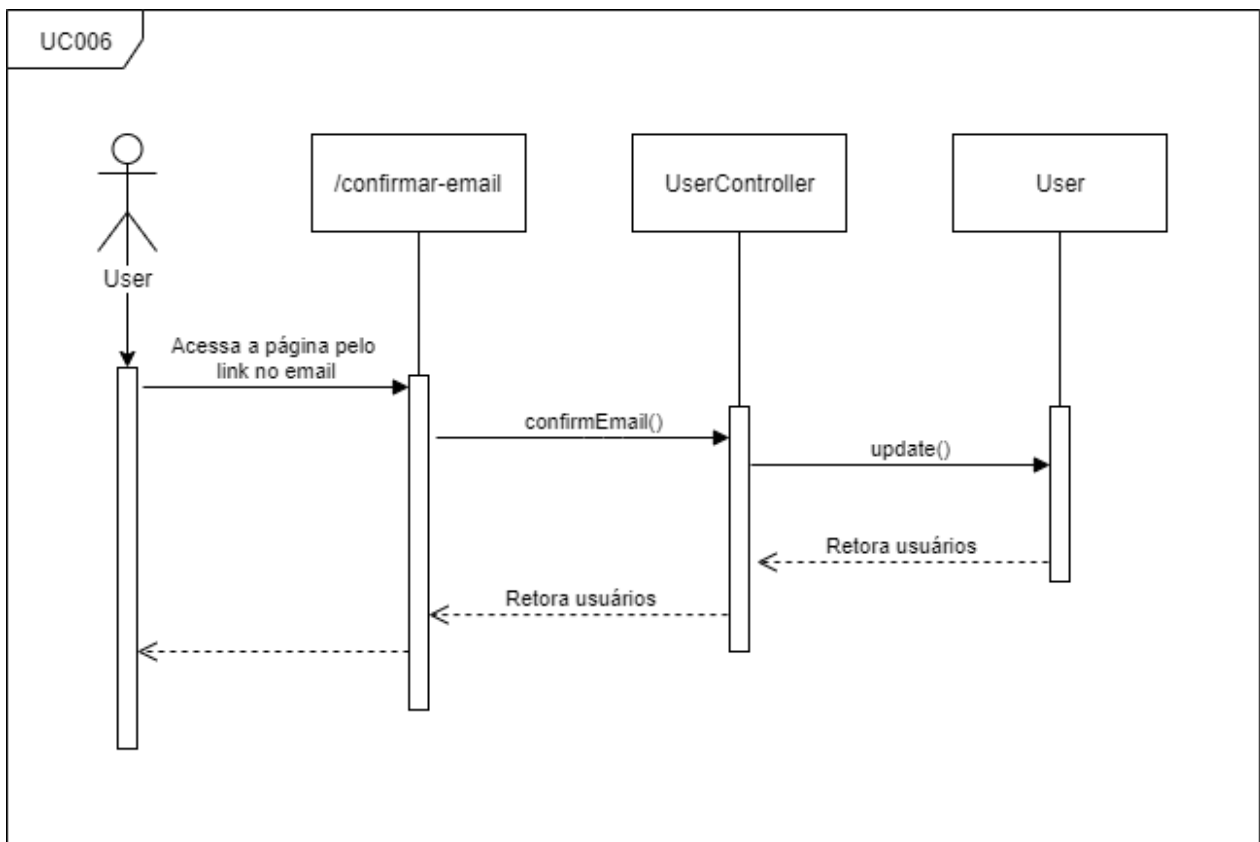 UC006
/confirmar-email
UserController
User
User
Acessa a página pelo
link no email
confirmEmail()
update()
Retora usuários
Retora usuários